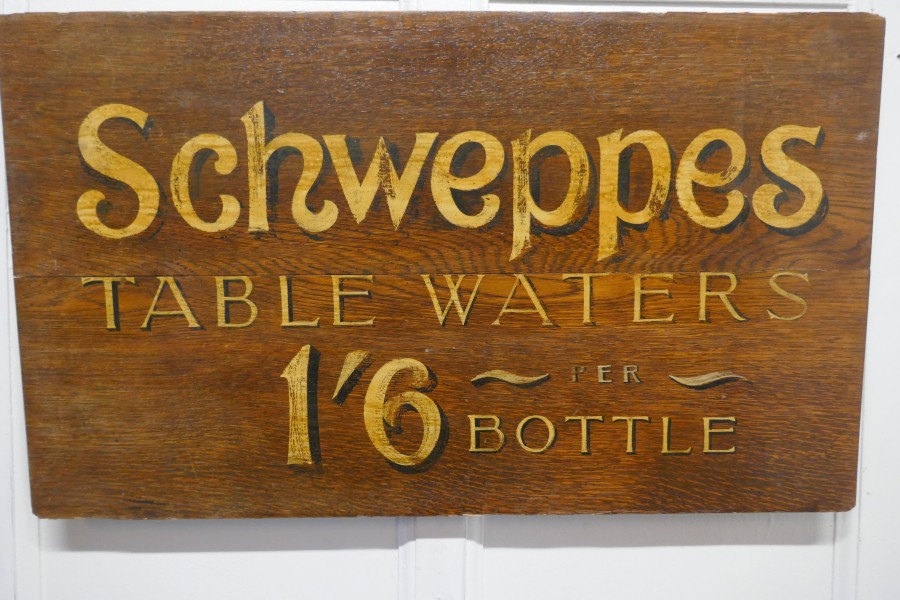 Schweppes
TABLE WATERS
1'6 PER
BOTTLE